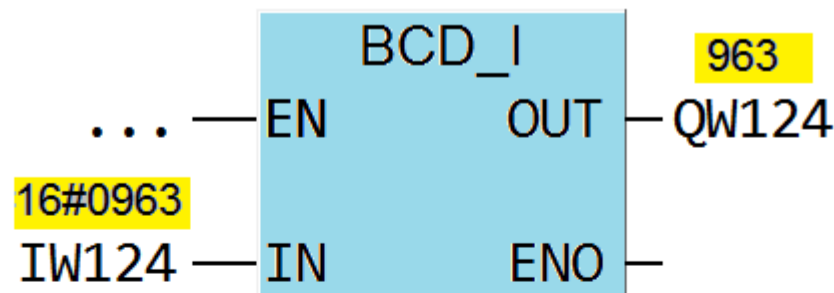 BCD_I
963
... EN OUT QW124
16#0963
IW124 IN ENO